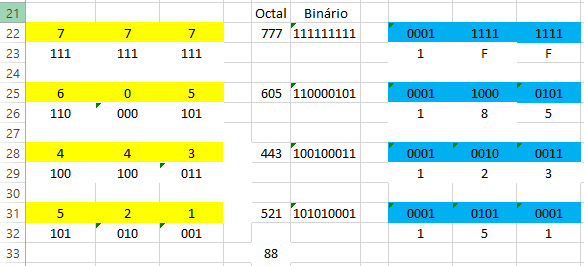 21 Octal Binário
22 7 7 7 777 111111111 0001 1111 1111
23 111 111 111 1 F F
24
25 6 0 5 605 110000101 0001 1000 0101
26 110 000 101 1 8 5
27
28 4 4 3 443 100100011 0001 0010 0011
29 100 100 011 1 2 3
30
31 5 2 1 521 101010001 0001 0101 0001
32 101 010 001 1 5 1
33 88